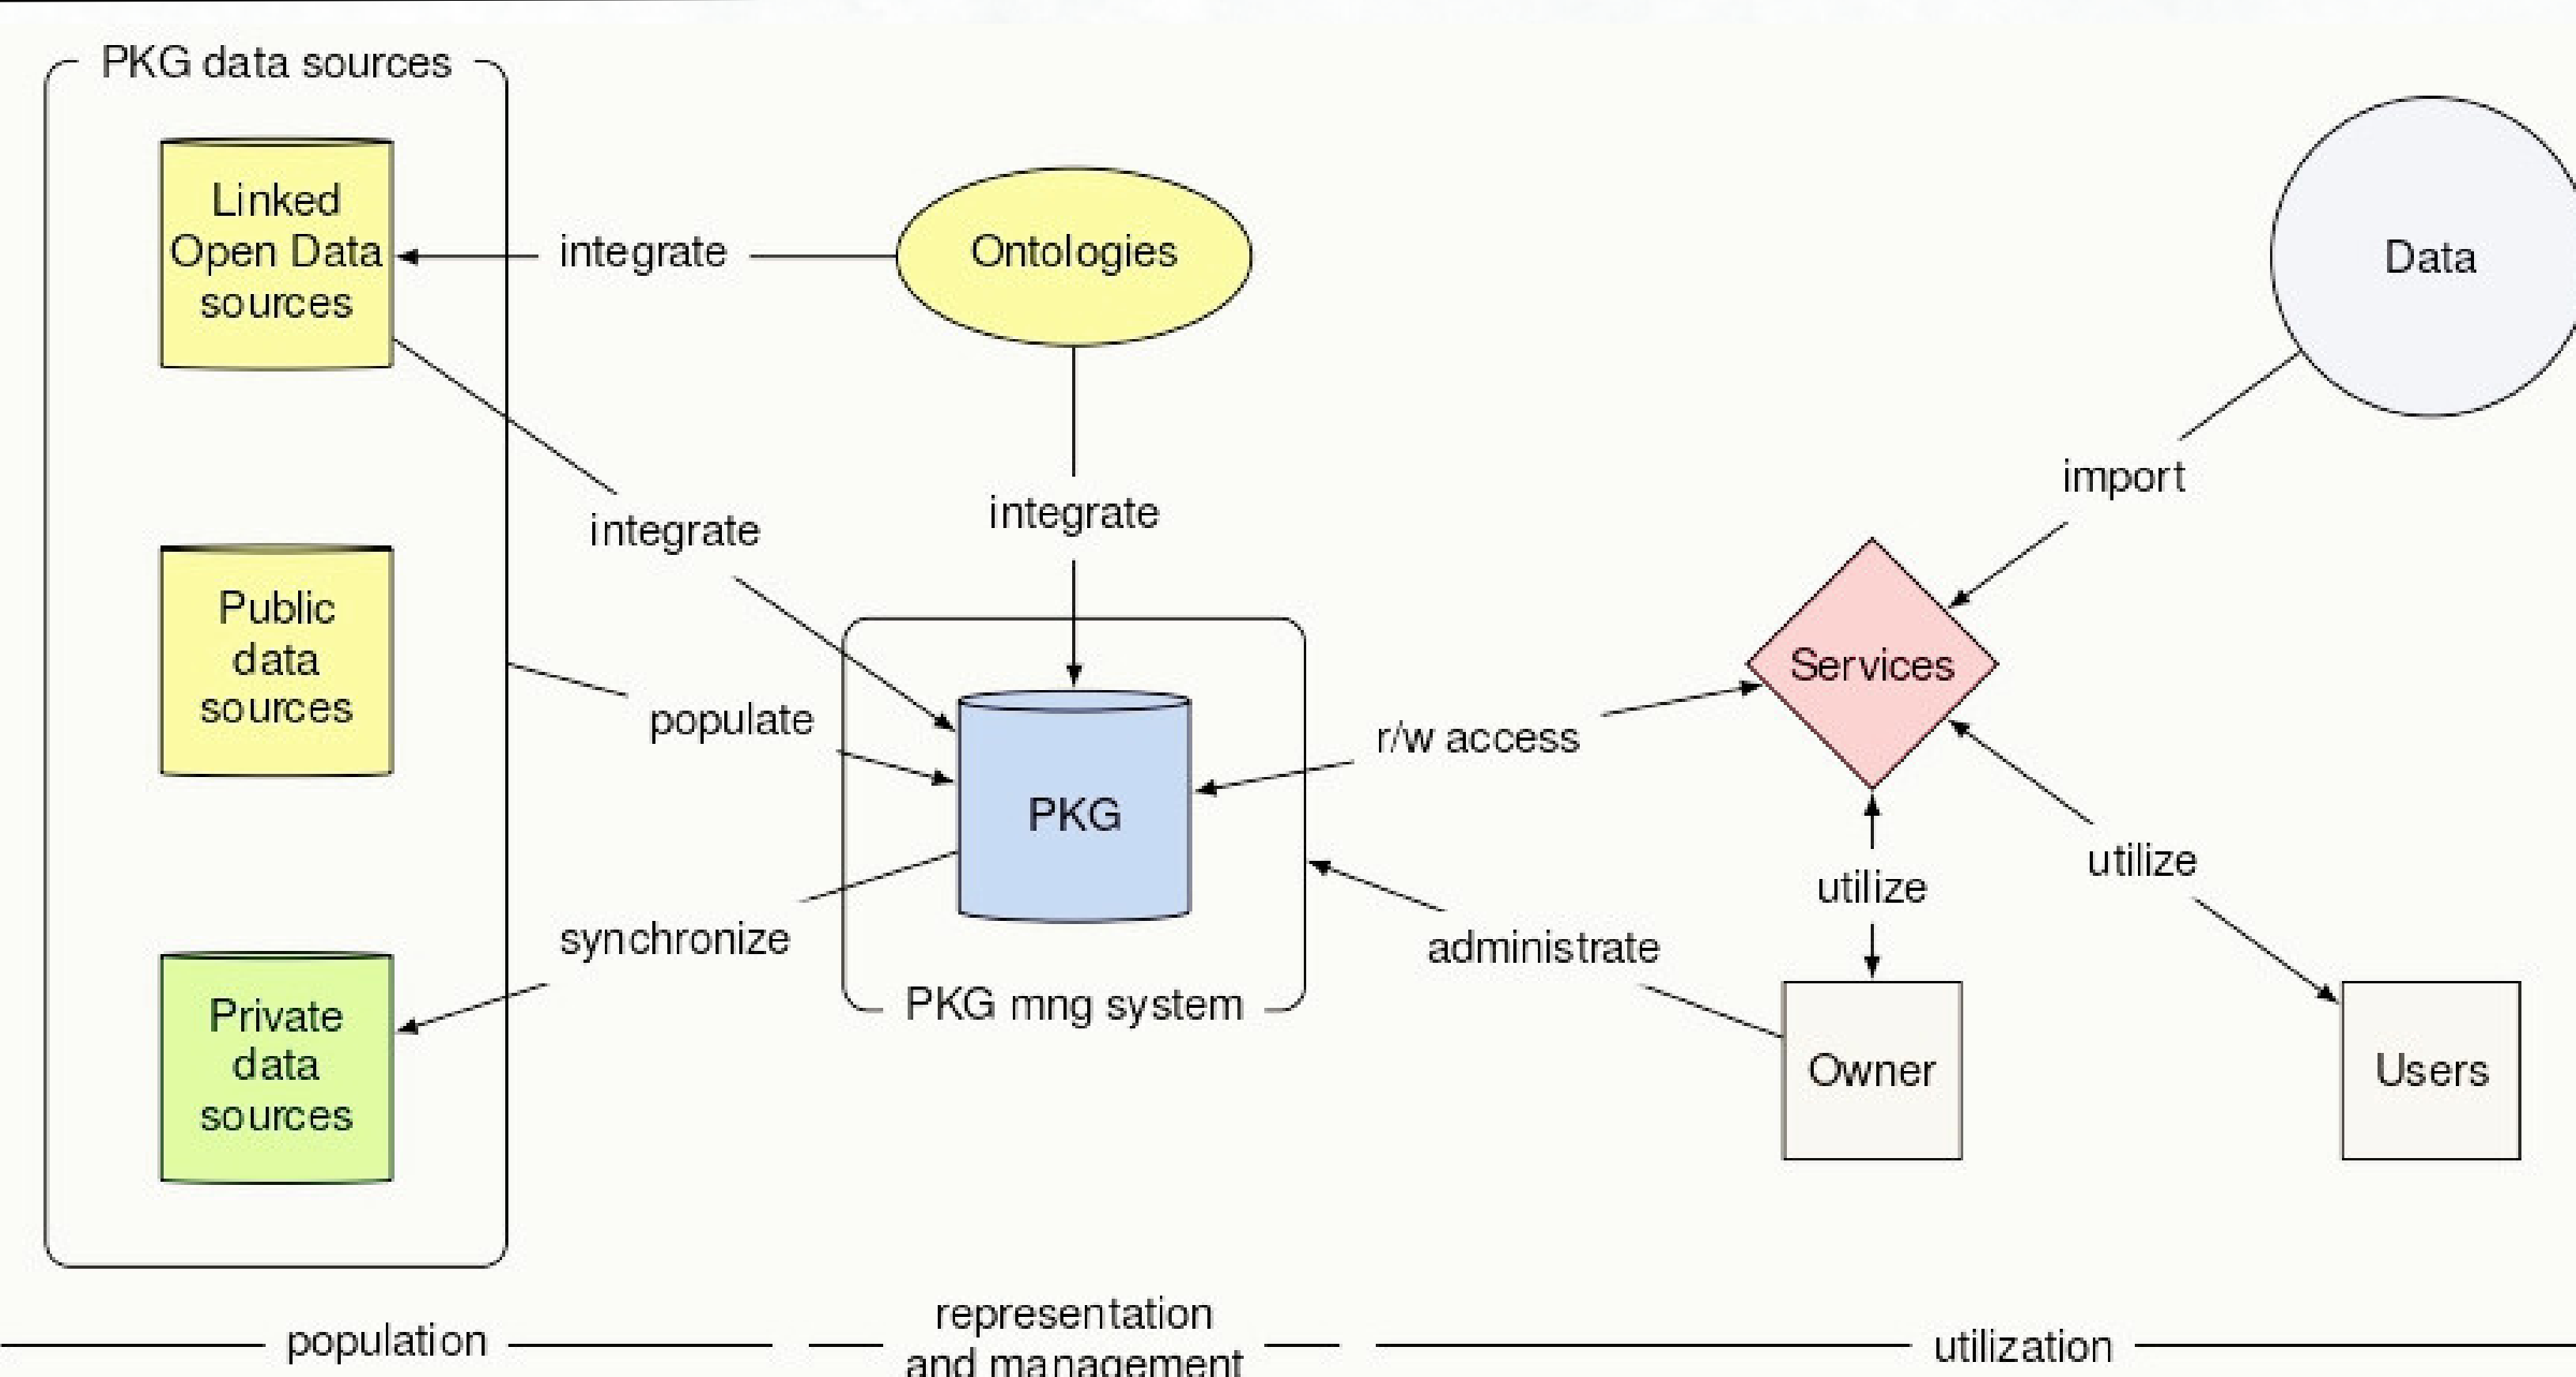 PKG data sources
Linked
Open Data
sources
integrate
Ontologies
Data
import
integrate
integrate
Public
data
sources
populate
Services
r/w access
PKG
utilize
utilize
synchronize
administrate
PKG mng system
Private
data
sources
Owner
Users
population
representation
and management
utilization